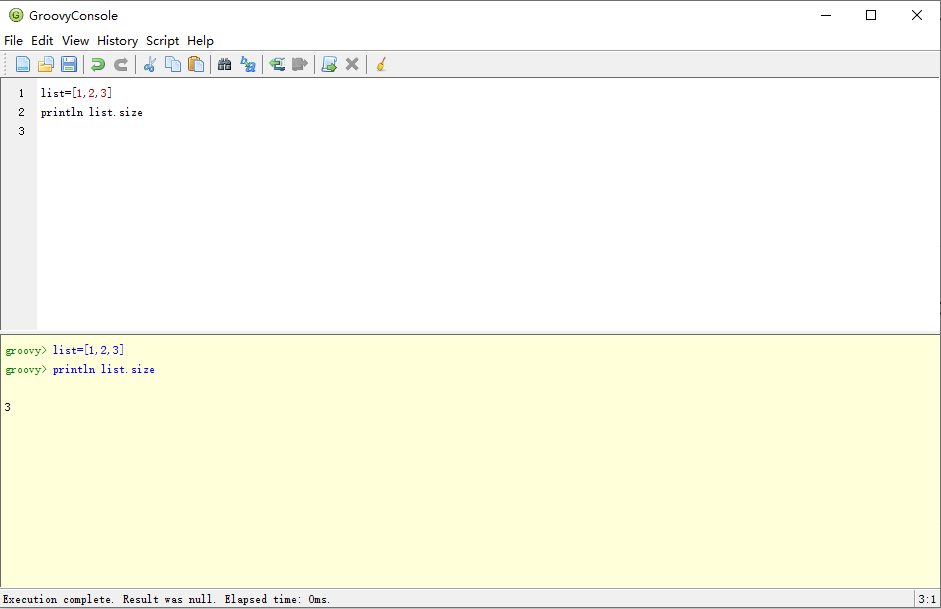 GroovyConsole
File Edit View History Script Help
1 list=[1,2,3]
2 println list.size
3
groovy> list=[1,2,3]
groovy> println list.size
3
Execution complete. Result was null. Elapsed time: 0ms. 3:1